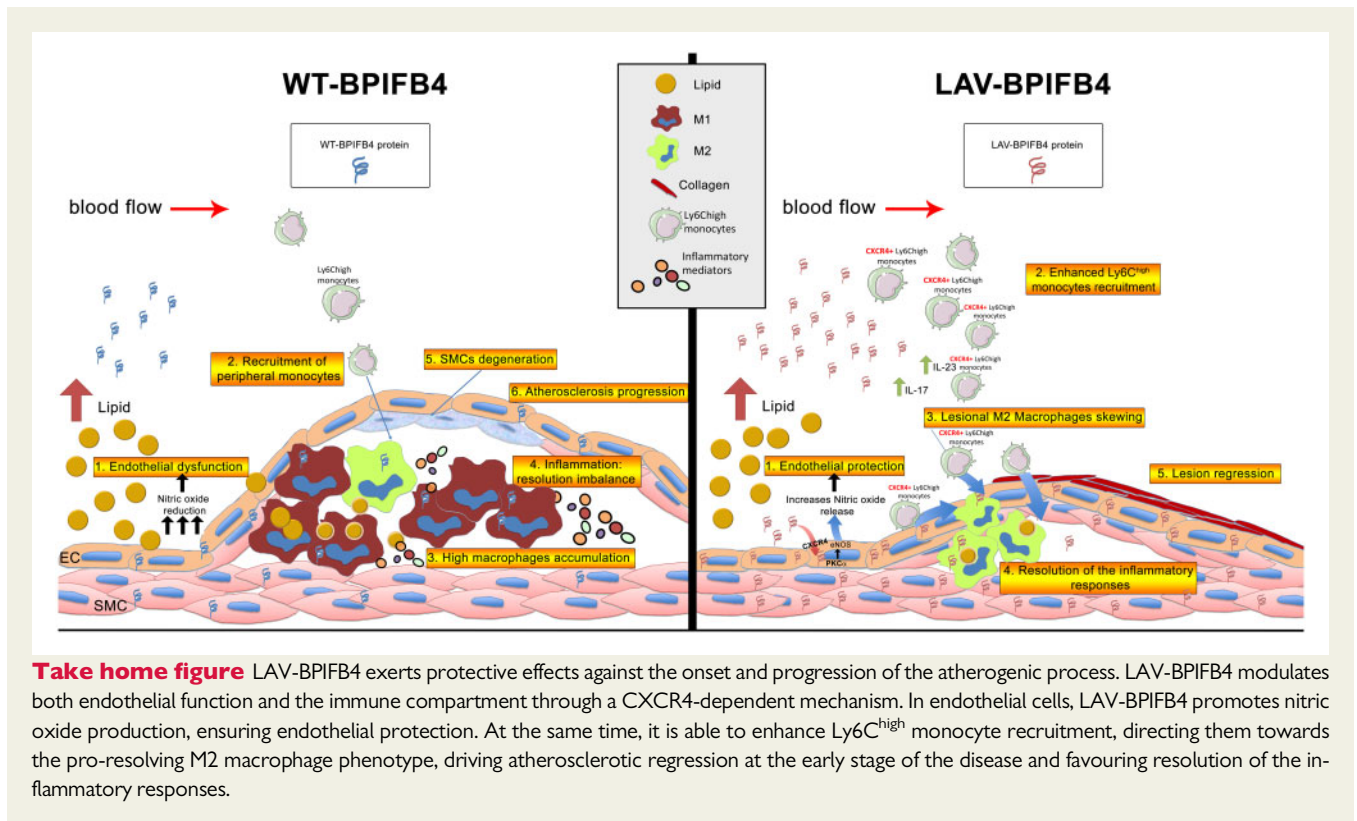 WT-BPIFB4
WT-BPIFB4 protein
blood flow
Ly6Chigh
monocytes
2. Recruitment of
peripheral monocytes
5. SMCs degeneration
6. Atherosclerosis progression
Lipid
1. Endothelial dysfunction
Nitric oxide
reduction
4. Inflammation:
resolution imbalance
3. High macrophages accumulation
EC
SMC
Lipid
M1
M2
Collagen
Ly6Chigh
monocytes
Inflammatory
mediators
LAV-BPIFB4
LAV-BPIFB4 protein
blood flow
CXCR4+ Ly6Chigh
monocytes
CXCR4+ Ly6Chigh
monocytes
CXCR4+ Ly6Chigh
monocytes
2. Enhanced Ly6Chigh
monocytes recruitment
CXCR4+ Ly6Chigh
monocytes
IL-23
IL-17
Lipid
3. Lesional M2 Macrophages skewing
CXCR4+ Ly6Chigh
monocytes
1. Endothelial protection
5. Lesion regression
Increases Nitric oxide
release
CXCR4+ Ly6Chigh
monocytes
CXCR4
eNOS
PKCα
4. Resolution of the inflammatory
responses
Take home figure LAV-BPIFB4 exerts protective effects against the onset and progression of the atherogenic process. LAV-BPIFB4 modulates
both endothelial function and the immune compartment through a CXCR4-dependent mechanism. In endothelial cells, LAV-BPIFB4 promotes nitric
oxide production, ensuring endothelial protection. At the same time, it is able to enhance Ly6Chigh monocyte recruitment, directing them towards
the pro-resolving M2 macrophage phenotype, driving atherosclerotic regression at the early stage of the disease and favouring resolution of the in-
flammatory responses.